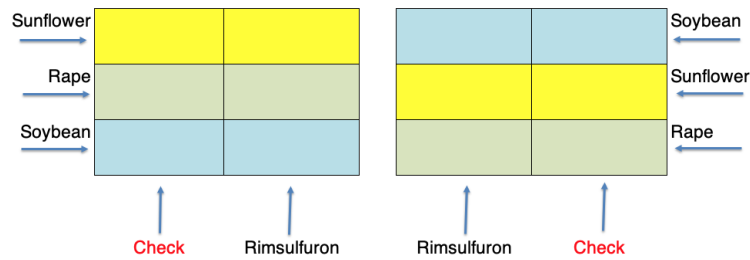 Sunflower
Rape
Soybean
Check
Rimsulfuron
Soybean
Sunflower
Rape
Rimsulfuron
Check